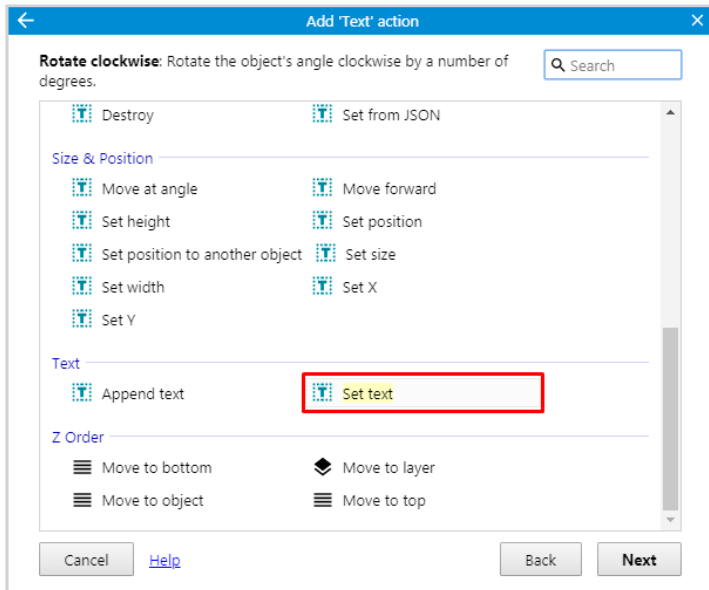 Add 'Text' action
Rotate clockwise: Rotate the object's angle clockwise by a number of
degrees.
Search
Destroy
Set from JSON
Size & Position
Move at angle
Move forward
Set height
Set position
Set position to another object
Set size
Set width
Set X
Set Y
Text
Append text
Set text
Z Order
Move to bottom
Move to layer
Move to object
Move to top
Cancel
Help
Back
Next